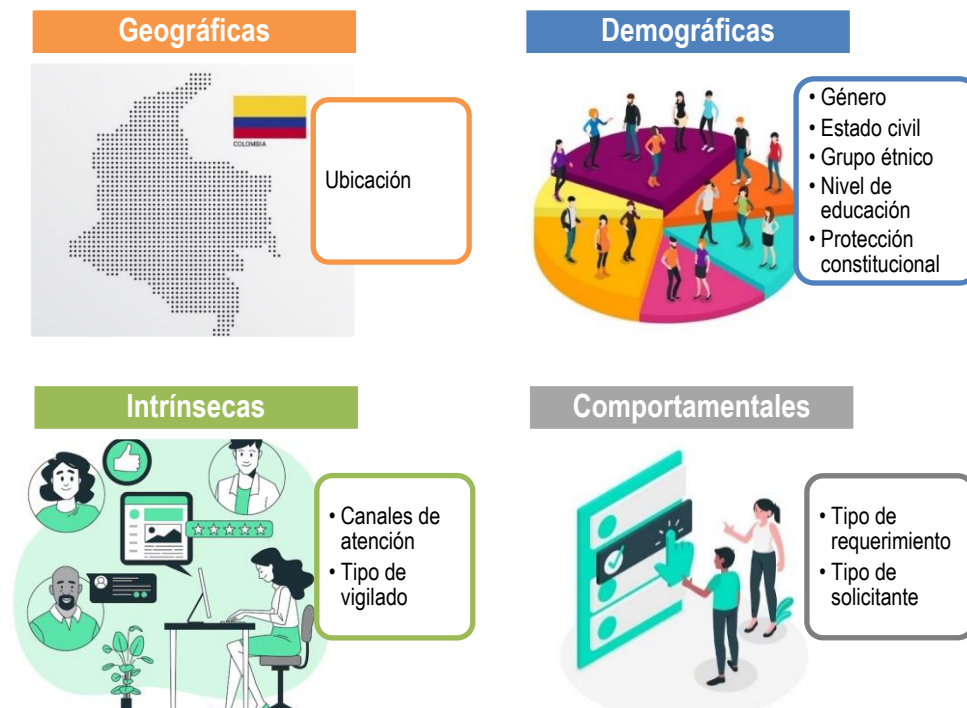 Geográficas
COLOMBIA
Ubicación
Demográficas
• Género
• Estado civil
• Grupo étnico
• Nivel de
educación
• Protección
constitucional
Intrínsecas
• Canales de
atención
• Tipo de
vigilado
Comportamentales
• Tipo de
requerimiento
• Tipo de
solicitante